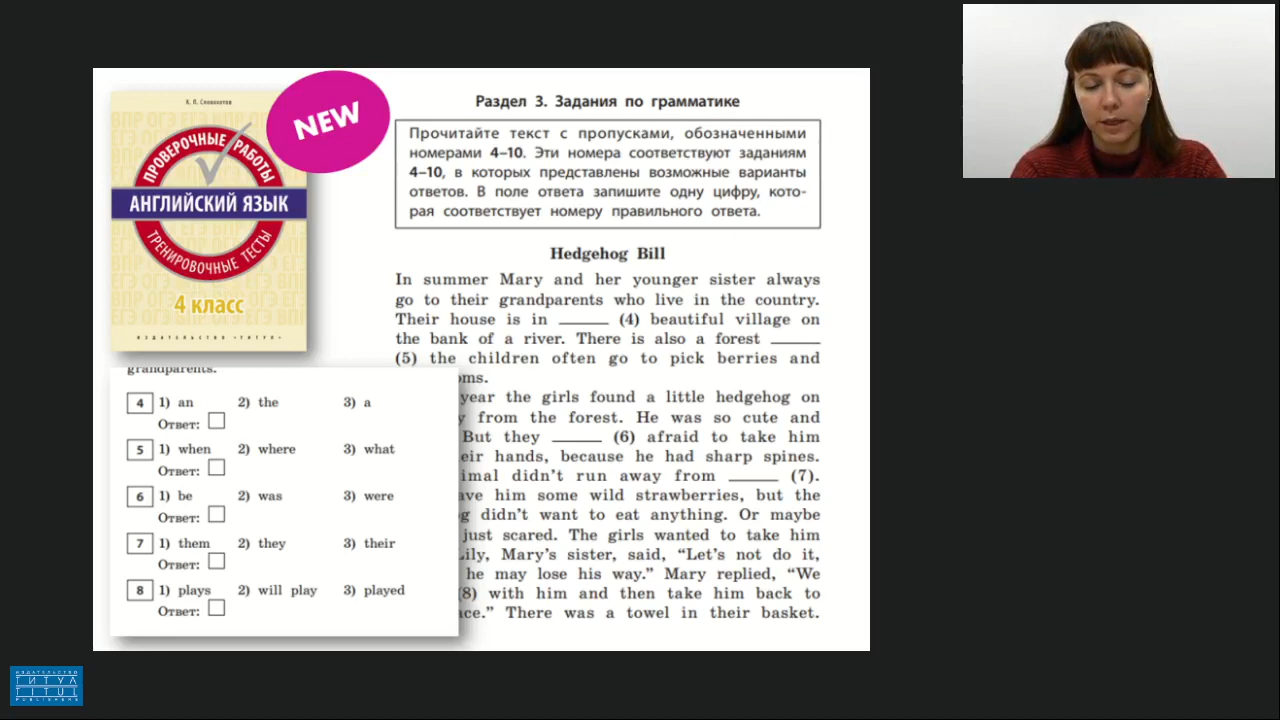 К. П. Словохотов
NEW
ВПР ОГЭ ЕГЭ ВПР
ПРОВЕРОЧНЫЕ РАБОТЫ
АНГЛИЙСКИЙ ЯЗЫК
ТРЕНИРОВОЧНЫЕ ТЕСТЫ
4 класс
ИЗДАТЕЛЬСТВО «ТИТУЛ»
Раздел 3. Задания по грамматике
Прочитайте текст с пропусками, обозначенными
номерами 4–10. Эти номера соответствуют заданиям
4–10, в которых представлены возможные варианты
ответов. В поле ответа запишите одну цифру, кото-
рая соответствует номеру правильного ответа.
Hedgehog Bill
In summer Mary and her younger sister always
go to their grandparents who live in the country.
Their house is in _____ (4) beautiful village on
the bank of a river. There is also a forest _____
(5) the children often go to pick berries and
oms.
year the girls found a little hedgehog on
y from the forest. He was so cute and
But they _____ (6) afraid to take him
eir hands, because he had sharp spines.
imal didn't run away from _____ (7).
ave him some wild strawberries, but the
og didn't want to eat anything. Or maybe
just scared. The girls wanted to take him
Lily, Mary's sister, said, “Let's not do it,
he may lose his way.” Mary replied, “We
(8) with him and then take him back to
ace.” There was a towel in their basket.
grandparents.
4 1) an 2) the 3) a
Ответ:
5 1) when 2) where 3) what
Ответ:
6 1) be 2) was 3) were
Ответ:
7 1) them 2) they 3) their
Ответ:
8 1) plays 2) will play 3) played
Ответ:
ИЗДАТЕЛЬСТВО
ТИТУЛ
TITUL
PUBLISHERS